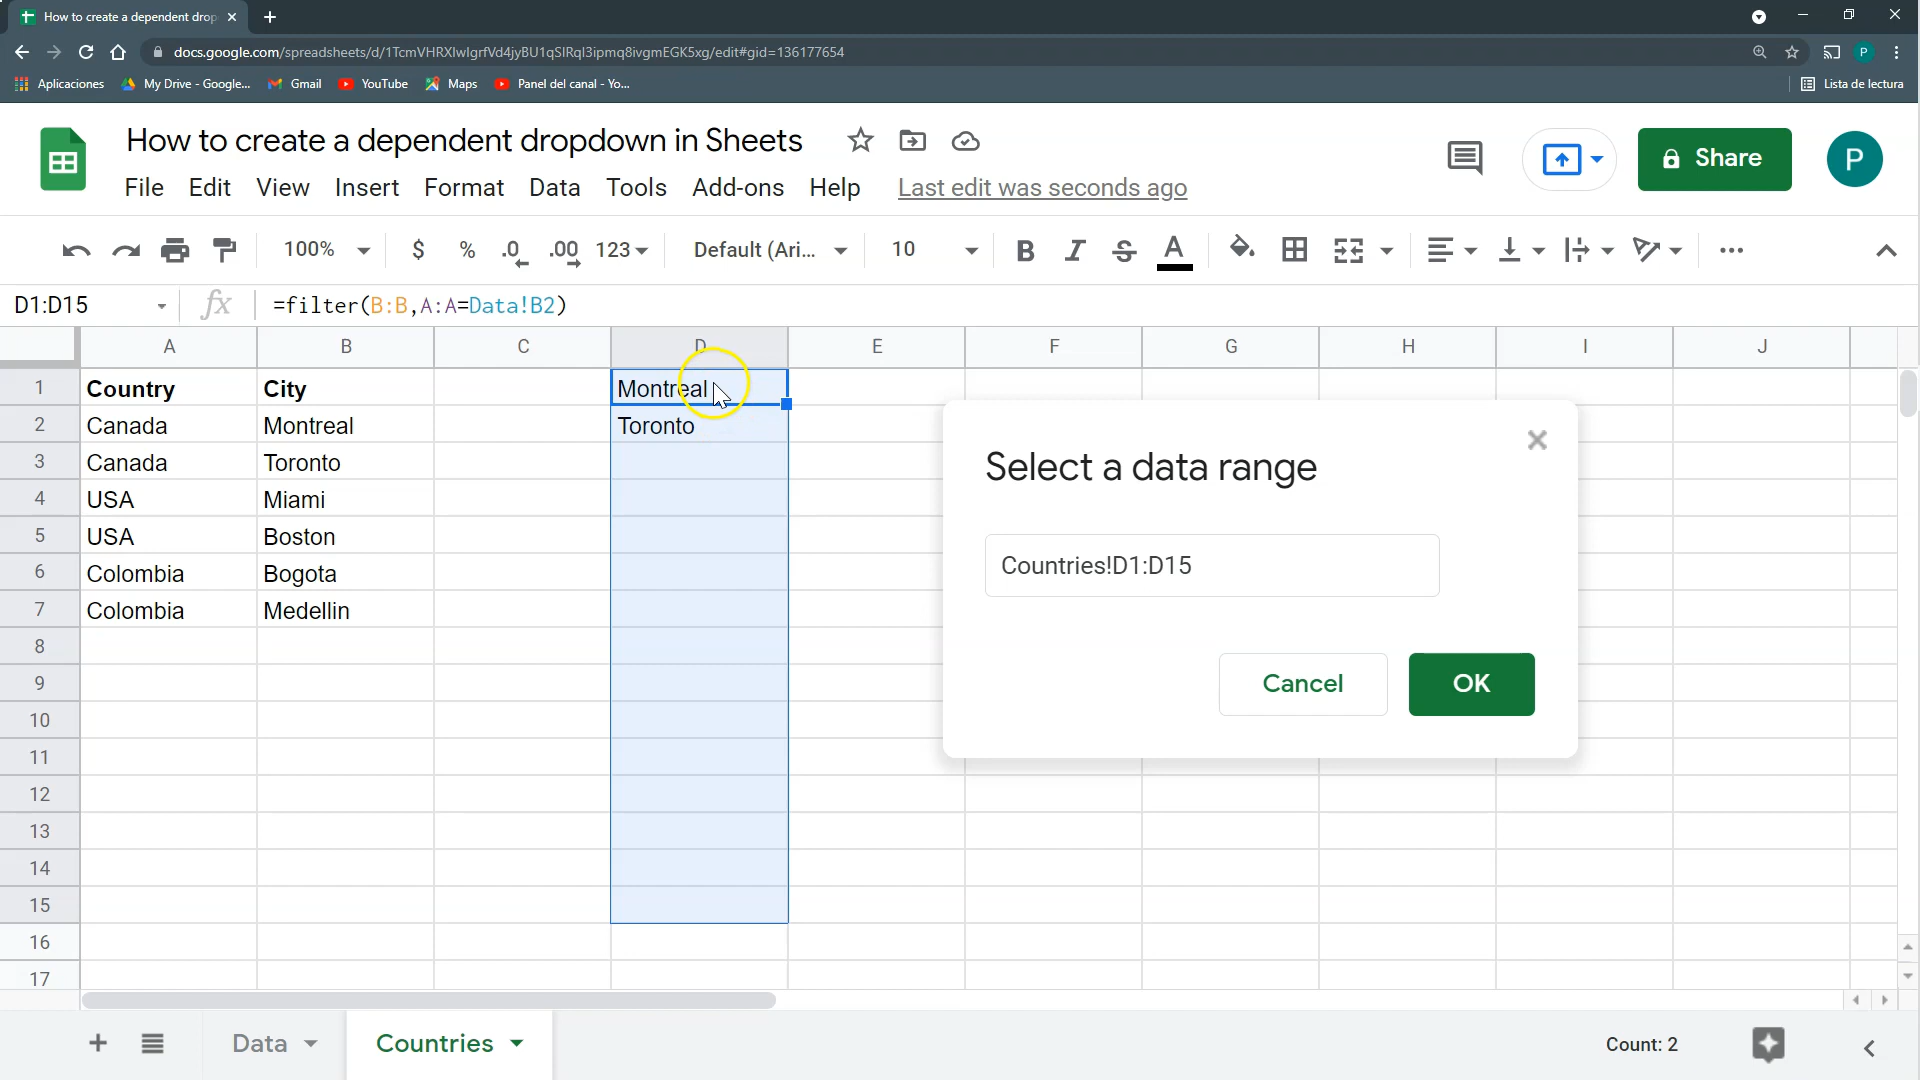 How to create a dependent drop
docs.google.com/spreadsheets/d/1TcmVHRXIwIgrfVd4jyBU1qSIRqI3ipmq8ivgmEGK5xg/edit#gid=136177654
Aplicaciones My Drive - Google... Gmail YouTube Maps Panel del canal - Yo... Lista de lectura
How to create a dependent dropdown in Sheets
Share
P
File Edit View Insert Format Data Tools Add-ons Help Last edit was seconds ago
100% $ % .0 .00 123 Default (Ari... 10 B I S A
D1:D15 fx =filter(B:B,A:A=Data!B2)
A B C D E F G H I J
1 Country City Montreal
2 Canada Montreal Toronto
3 Canada Toronto
4 USA Miami
5 USA Boston
6 Colombia Bogota
7 Colombia Medellin
8
9
10
11
12
13
14
15
16
17
Select a data range
Countries!D1:D15
Cancel OK
Data Countries Count: 2